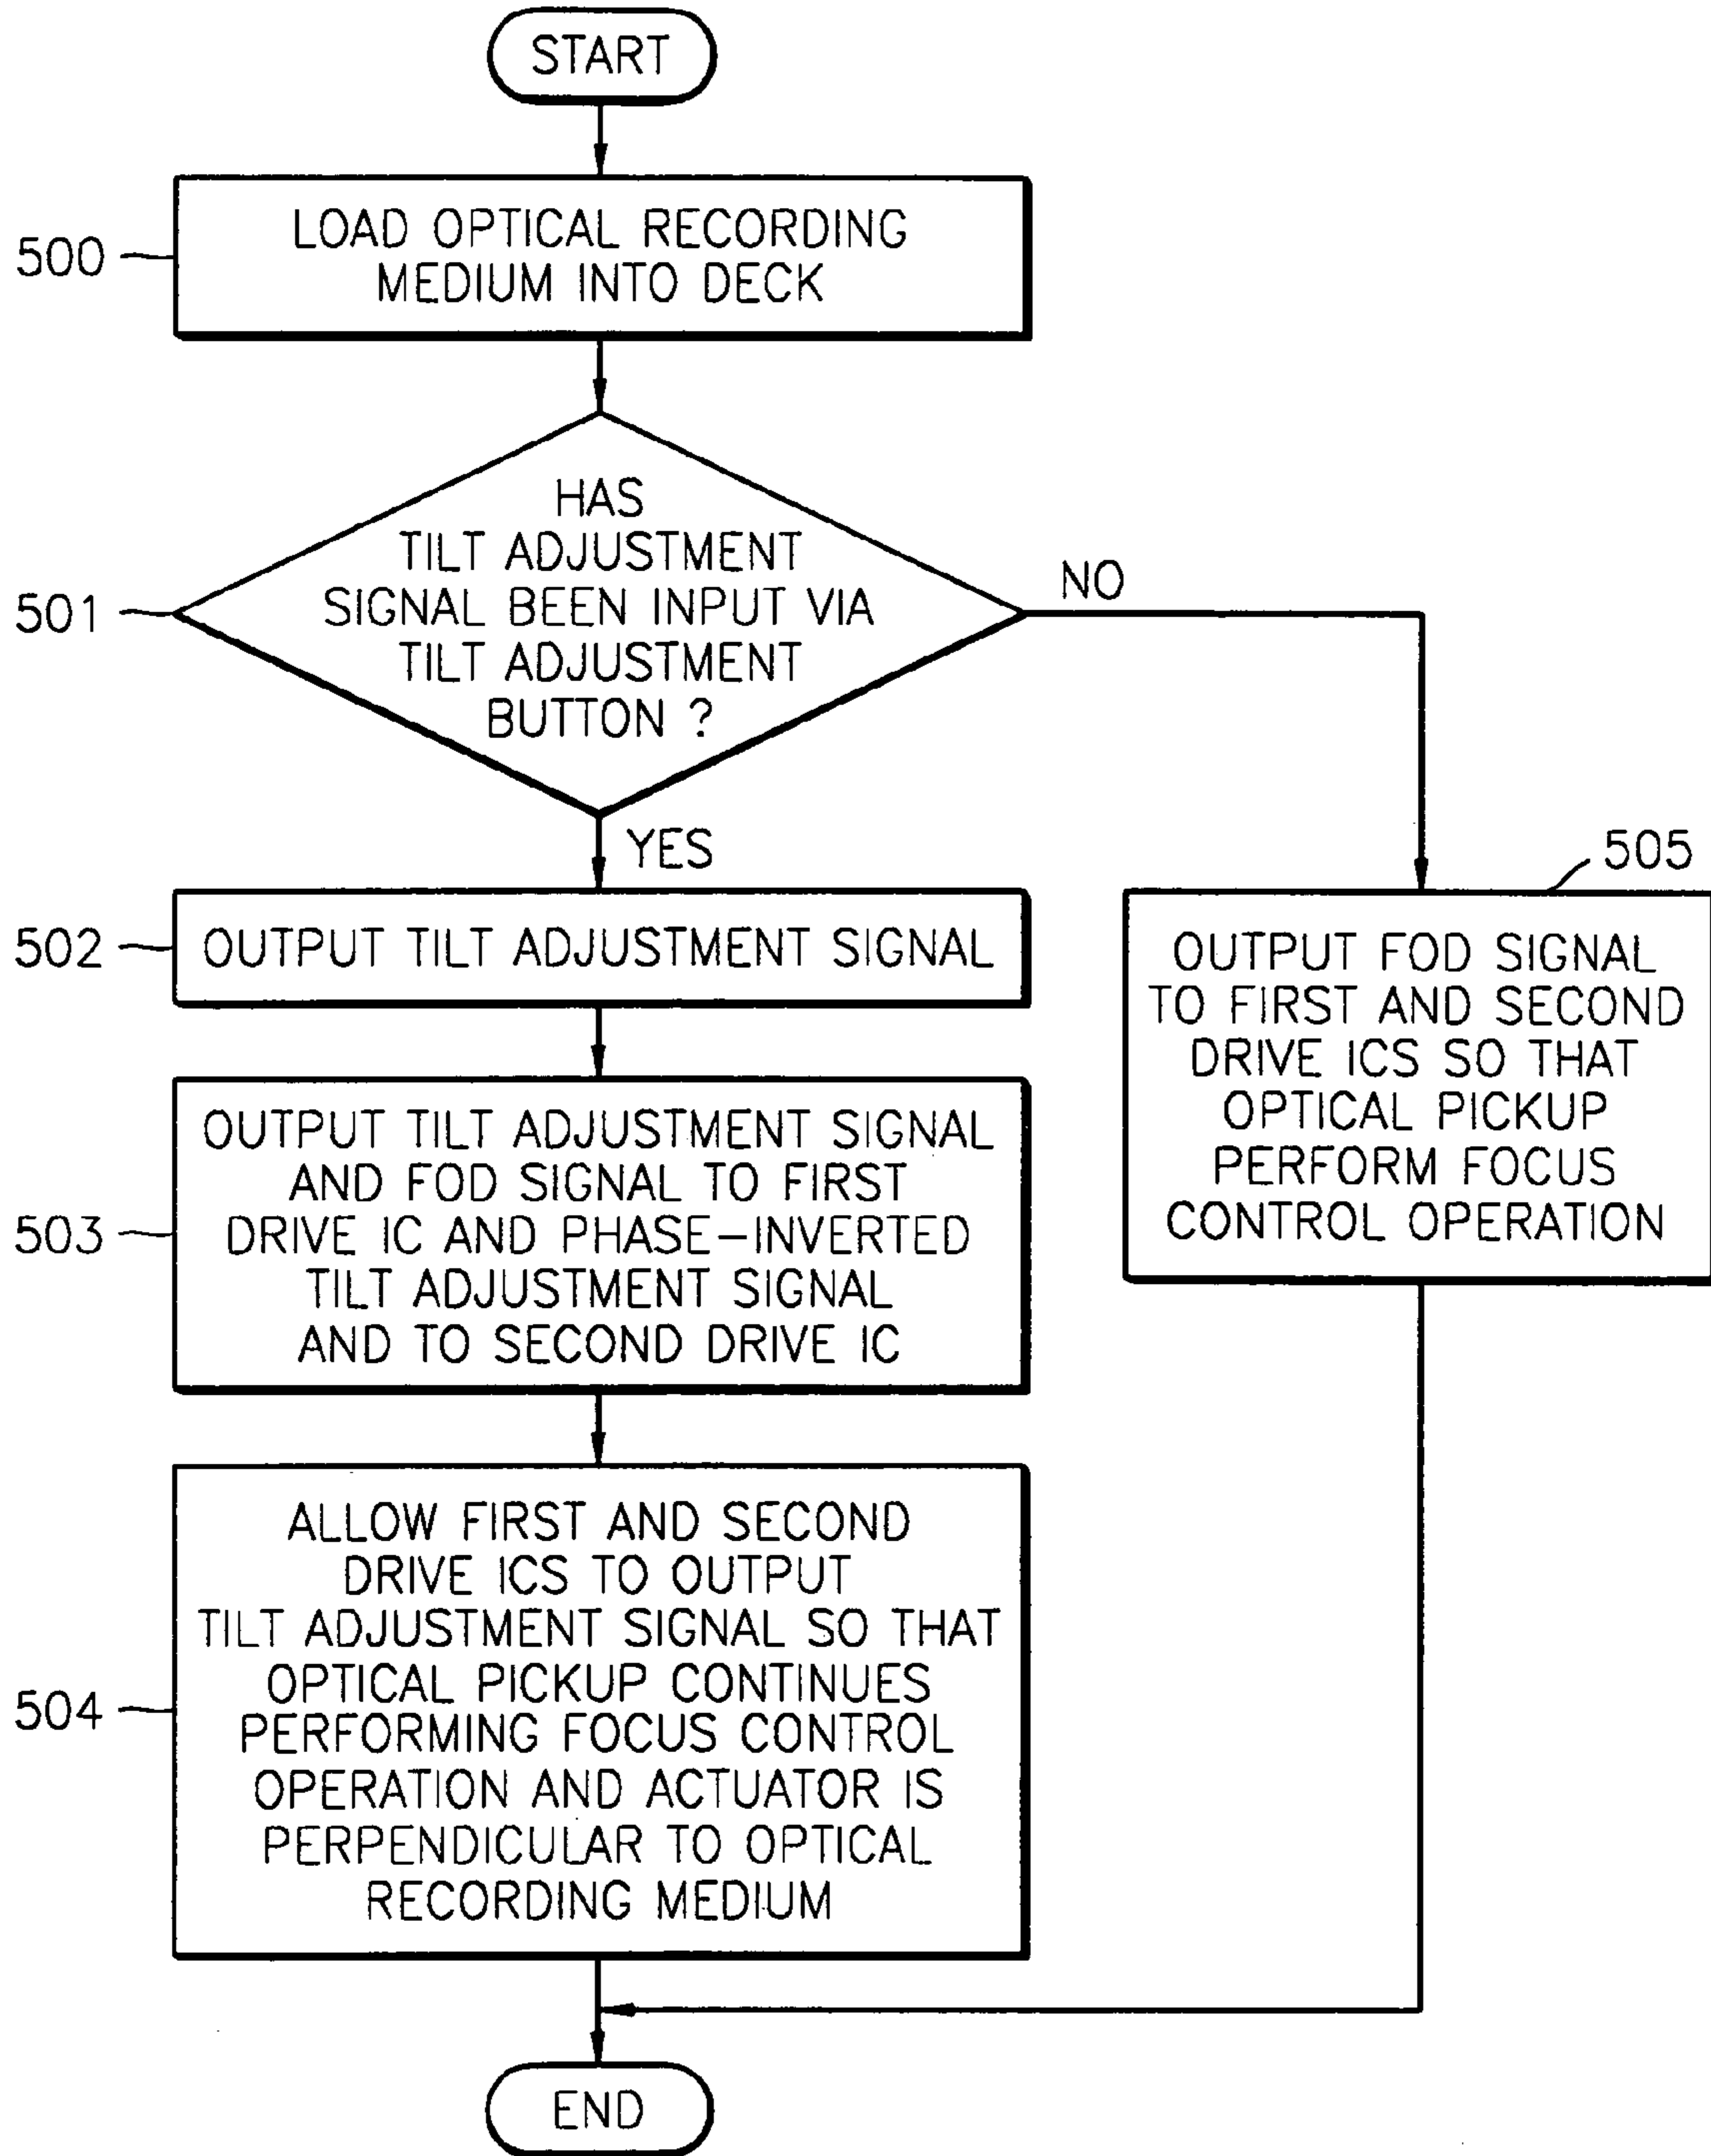 START
500
LOAD OPTICAL RECORDING
MEDIUM INTO DECK
501
HAS
TILT ADJUSTMENT
SIGNAL BEEN INPUT VIA
TILT ADJUSTMENT
BUTTON ?
NO
YES
502
OUTPUT TILT ADJUSTMENT SIGNAL
503
OUTPUT TILT ADJUSTMENT SIGNAL
AND FOD SIGNAL TO FIRST
DRIVE IC AND PHASE-INVERTED
TILT ADJUSTMENT SIGNAL
AND TO SECOND DRIVE IC
504
ALLOW FIRST AND SECOND
DRIVE ICS TO OUTPUT
TILT ADJUSTMENT SIGNAL SO THAT
OPTICAL PICKUP CONTINUES
PERFORMING FOCUS CONTROL
OPERATION AND ACTUATOR IS
PERPENDICULAR TO OPTICAL
RECORDING MEDIUM
505
OUTPUT FOD SIGNAL
TO FIRST AND SECOND
DRIVE ICS SO THAT
OPTICAL PICKUP
PERFORM FOCUS
CONTROL OPERATION
END